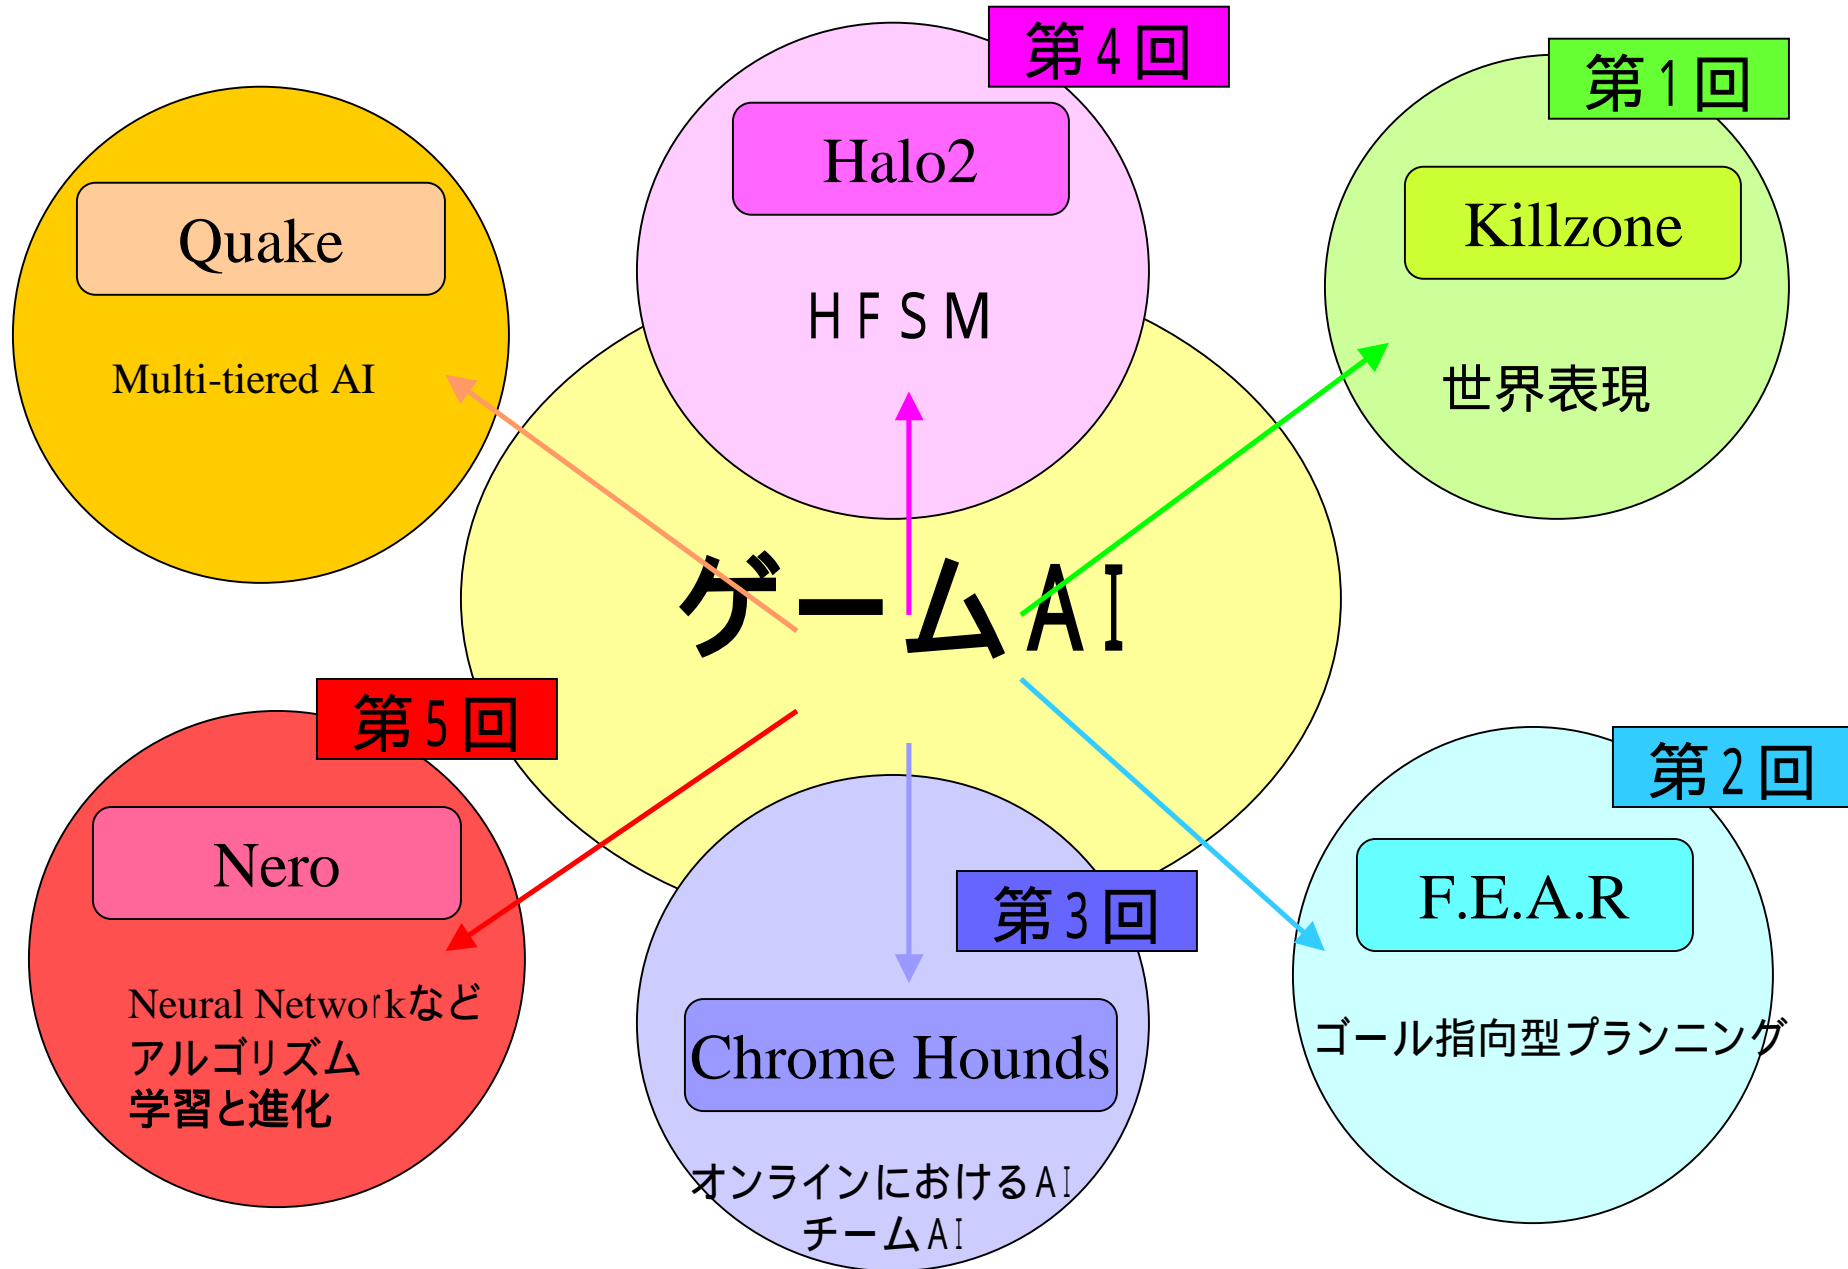 第4回
Halo2
HFSM
第1回
Killzone
世界表現
Quake
Multi-tiered AI
ゲームAI
第5回
Nero
Neural Networkなど
アルゴリズム
学習と進化
第3回
Chrome Hounds
オンラインにおけるAI
チームAI
第2回
F.E.A.R
ゴール指向型プランニング